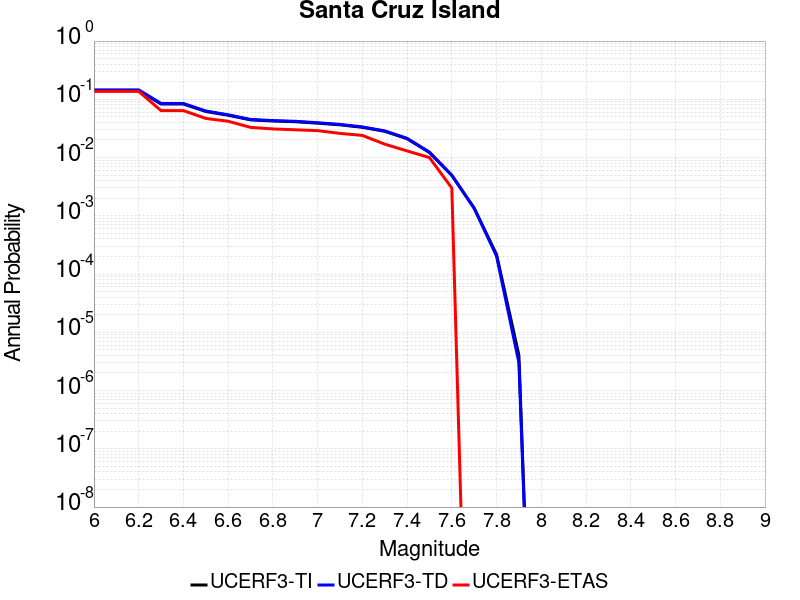 Santa Cruz Island
10^0
10^-1
10^-2
10^-3
10^-4
10^-5
10^-6
10^-7
10^-8
Annual Probability
6 6.2 6.4 6.6 6.8 7 7.2 7.4 7.6 7.8 8 8.2 8.4 8.6 8.8 9
Magnitude
UCERF3-TI UCERF3-TD UCERF3-ETAS